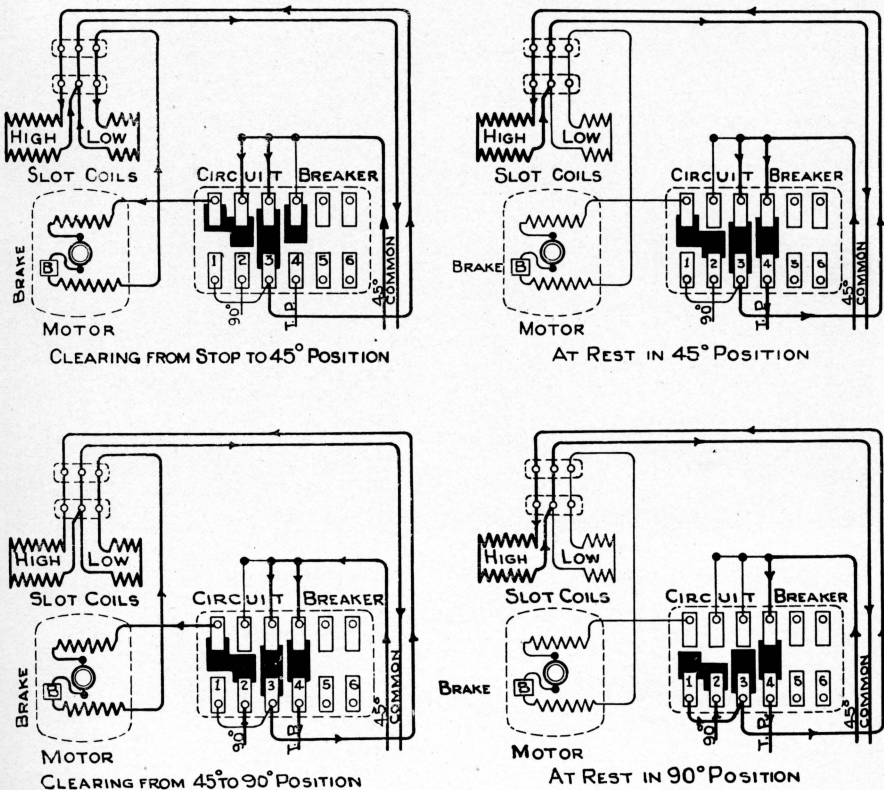 HIGH LOW
SLOT COILS
CIRCUIT BREAKER
1 2 3 4 5 6
BRAKE
B
MOTOR
90°
T. P.
45°
COMMON
CLEARING FROM STOP TO 45° POSITION
HIGH LOW
SLOT COILS
CIRCUIT BREAKER
1 2 3 4 5 6
BRAKE
B
MOTOR
90°
T. P.
45°
COMMON
AT REST IN 45° POSITION
HIGH LOW
SLOT COILS
CIRCUIT BREAKER
1 2 3 4 5 6
BRAKE
B
MOTOR
90°
T. P.
45°
COMMON
CLEARING FROM 45° TO 90° POSITION
HIGH LOW
SLOT COILS
CIRCUIT BREAKER
1 2 3 4 5 6
BRAKE
B
MOTOR
90°
T. P.
45°
COMMON
AT REST IN 90° POSITION